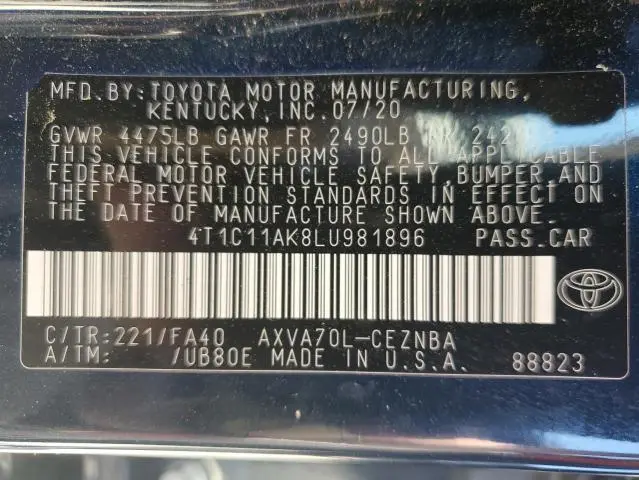 MFD. BY: TOYOTA MOTOR MANUFACTURING,
KENTUCKY, INC. 07/20
GVWR 4475LB GAWR FR 2490LB RR
THIS VEHICLE CONFORMS TO ALL APPLICABLE
FEDERAL MOTOR VEHICLE SAFETY, BUMPER, AND
THEFT PREVENTION STANDARDS IN EFFECT ON
THE DATE OF MANUFACTURE SHOWN ABOVE.
4T1C11AK8LU981896 PASS.CAR
C/TR:221/FA40 AXVA70L-CEZNBA
A/TM: /UB80E MADE IN U.S.A. 88823